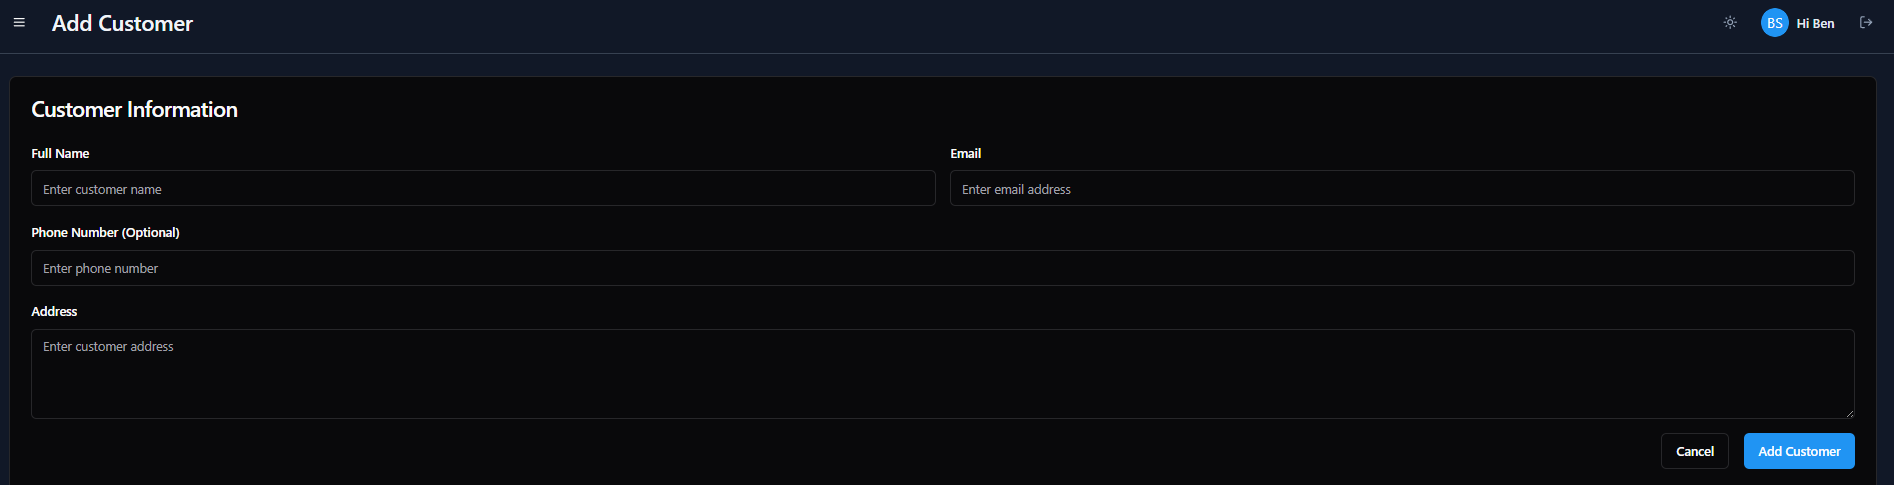 Add Customer
BS Hi Ben
Customer Information
Full Name
Enter customer name
Email
Enter email address
Phone Number (Optional)
Enter phone number
Address
Enter customer address
Cancel
Add Customer